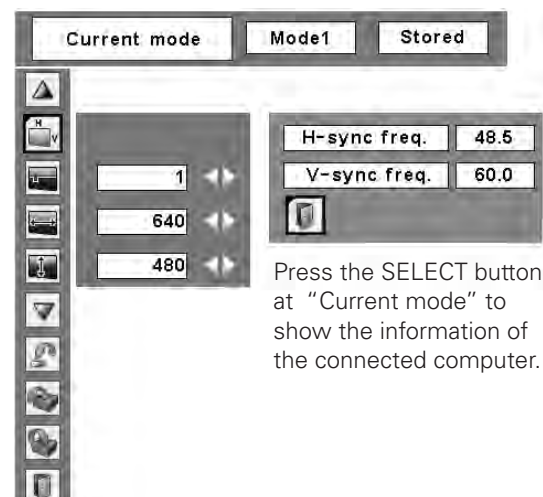 Current mode Mode1 Stored
H
V
1
640
480
H-sync freq. 48.5
V-sync freq. 60.0
Press the SELECT button
at “Current mode” to
show the information of
the connected computer.